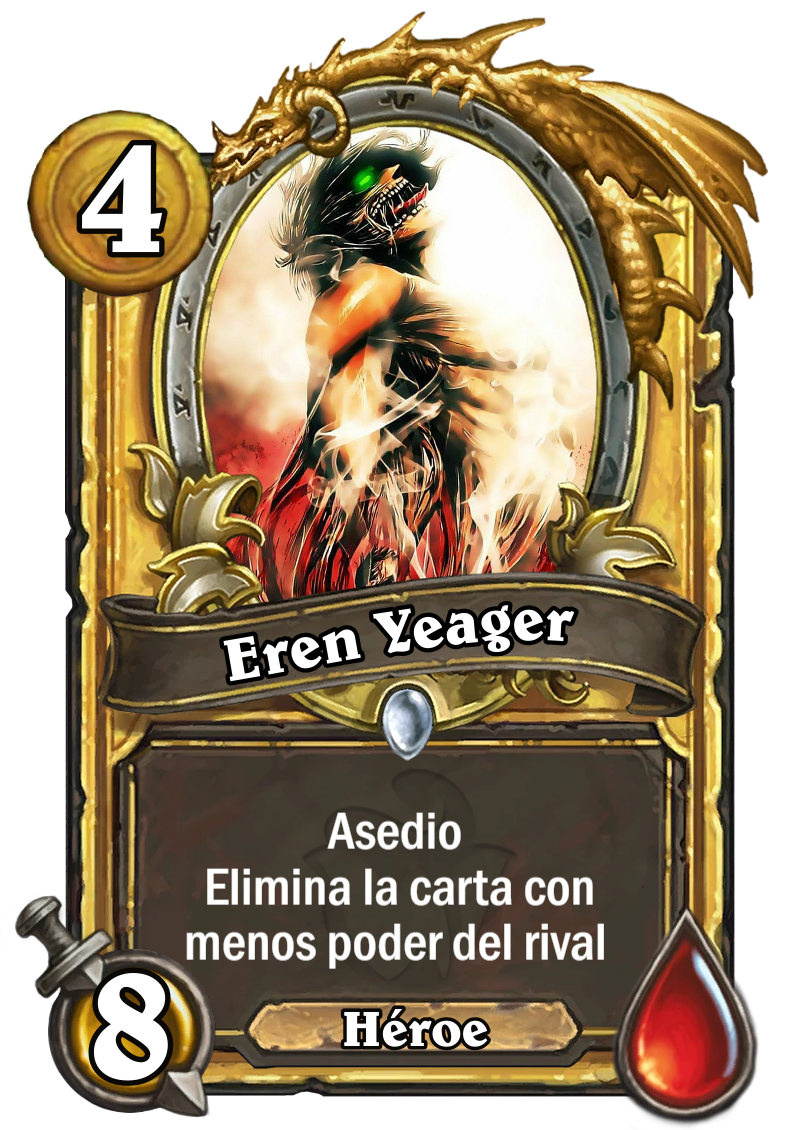 4
Eren Yeager
Asedio
Elimina la carta con
menos poder del rival
8
Héroe